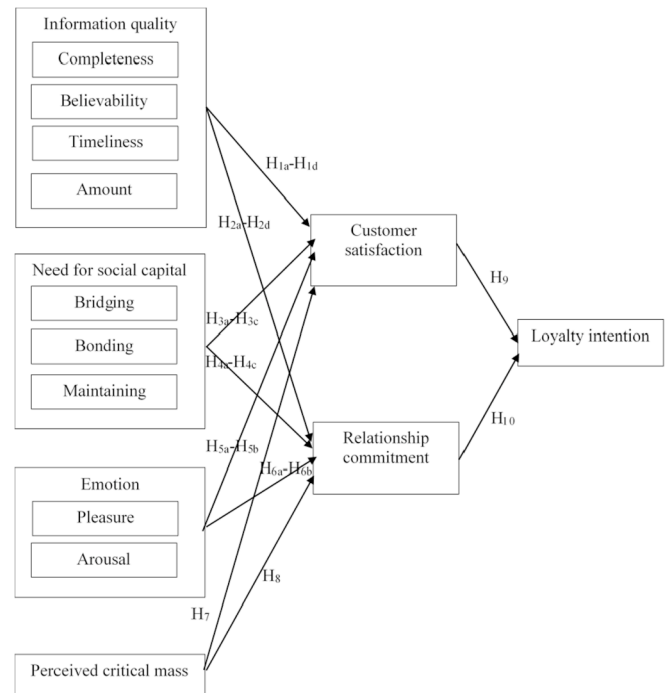 Information quality
Completeness
Believability
Timeliness
Amount
H1a-H1d
H2a-H2d
Customer
satisfaction
Need for social capital
Bridging
Bonding
Maintaining
H3a-H3c
H4a-H4c
H9
Loyalty intention
H10
Relationship
commitment
H5a-H5b
H6a-H6b
Emotion
Pleasure
Arousal
H8
H7
Perceived critical mass